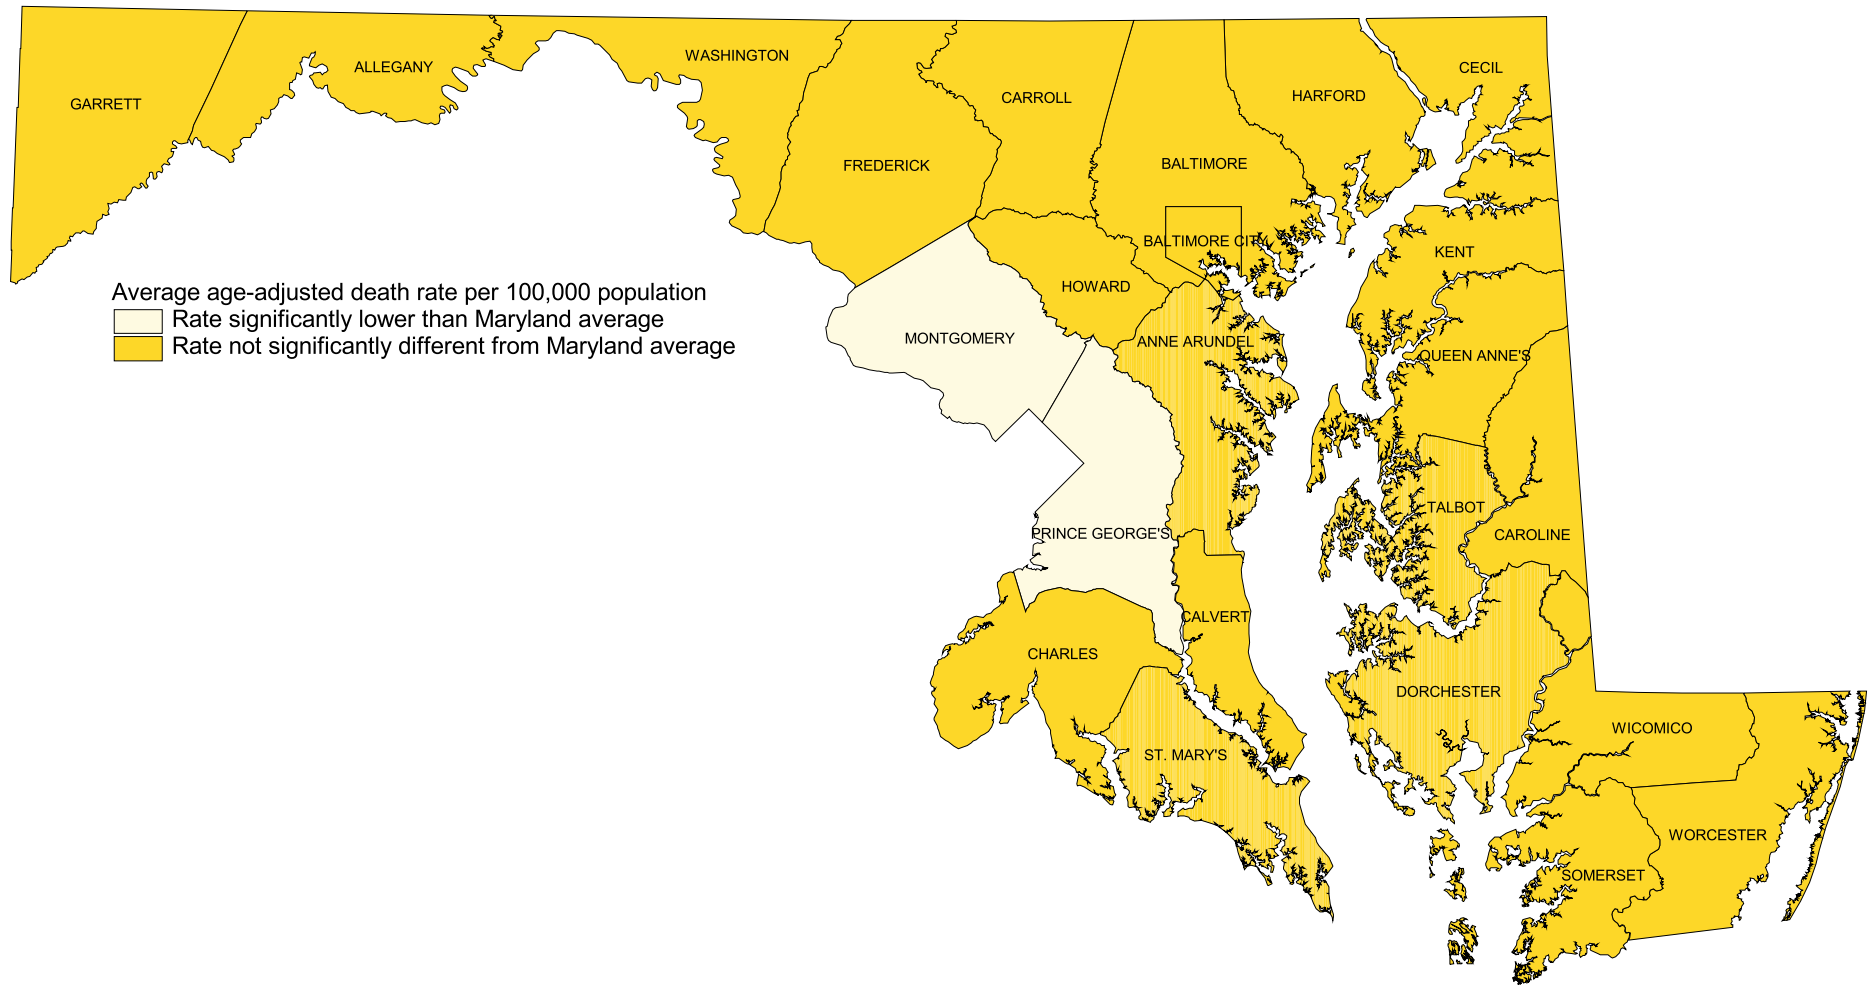 WASHINGTON
ALLEGANY
CECIL
GARRETT
CARROLL
HARFORD
FREDERICK
BALTIMORE
BALTIMORE CITY
KENT
HOWARD
Average age-adjusted death rate per 100,000 population
Rate significantly lower than Maryland average
Rate not significantly different from Maryland average
MONTGOMERY
ANNE ARUNDEL
QUEEN ANNE'S
TALBOT
PRINCE GEORGE'S
CAROLINE
CALVERT
CHARLES
DORCHESTER
WICOMICO
ST. MARY'S
WORCESTER
SOMERSET